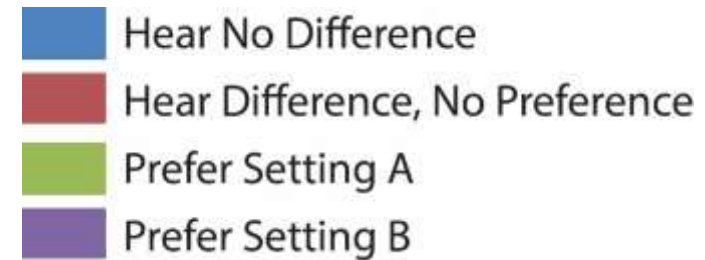 Hear No Difference
Hear Difference, No Preference
Prefer Setting A
Prefer Setting B